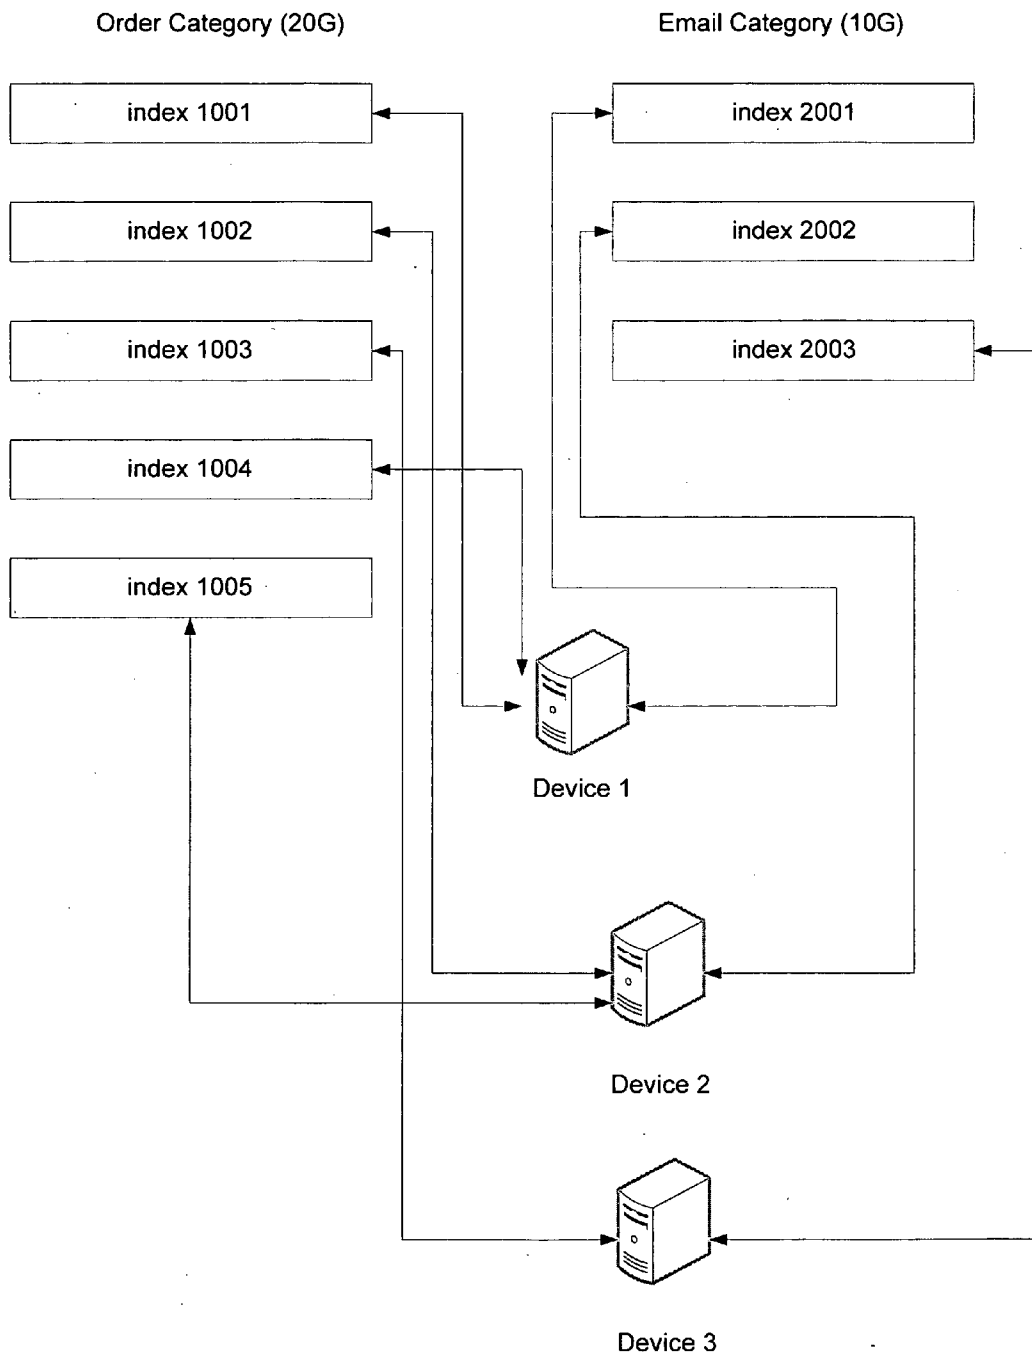 Order Category (20G)
Email Category (10G)
index 1001
index 2001
index 1002
index 2002
index 1003
index 2003
index 1004
index 1005
Device 1
Device 2
Device 3